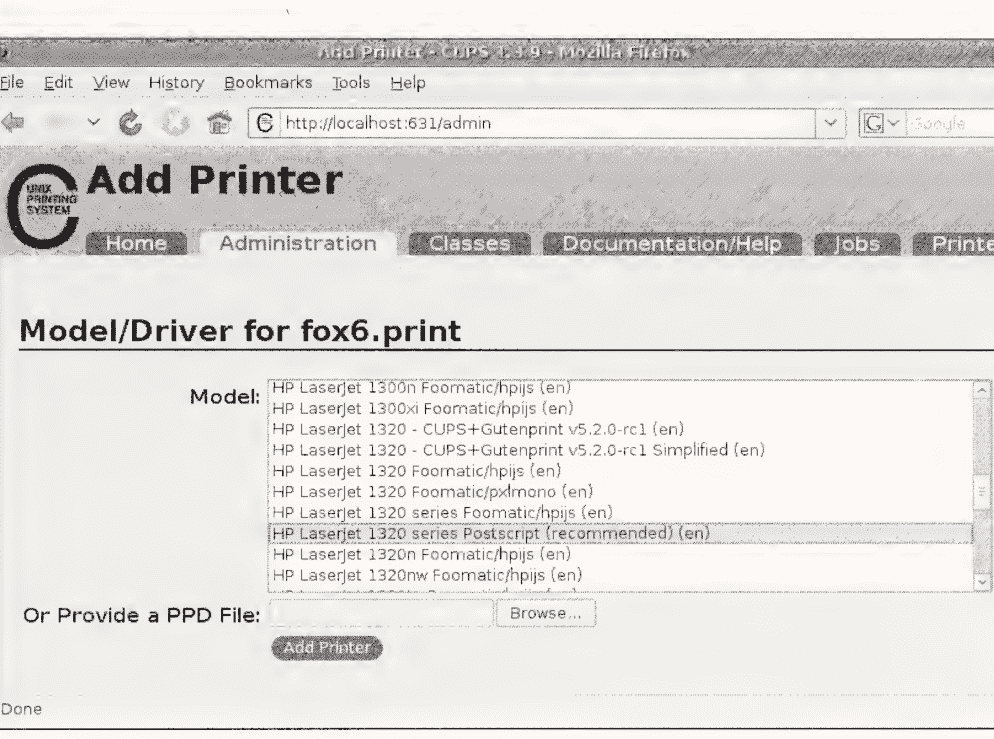 Add Printer - CUPS 1.3.9 - Mozilla Firefox
File Edit View History Bookmarks Tools Help
http://localhost:631/admin
Google
UNIX
PRINTING
SYSTEM
Add Printer
Home Administration Classes Documentation/Help Jobs Printe
Model/Driver for fox6.print
Model:
HP LaserJet 1300n Foomatic/hpijs (en)
HP LaserJet 1300xi Foomatic/hpijs (en)
HP LaserJet 1320 - CUPS+Gutenprint v5.2.0-rc1 (en)
HP LaserJet 1320 - CUPS+Gutenprint v5.2.0-rc1 Simplified (en)
HP LaserJet 1320 Foomatic/hpijs (en)
HP LaserJet 1320 Foomatic/pxlmono (en)
HP LaserJet 1320 series Foomatic/hpijs (en)
HP LaserJet 1320 series Postscript (recommended) (en)
HP LaserJet 1320n Foomatic/hpijs (en)
HP LaserJet 1320nw Foomatic/hpijs (en)
Or Provide a PPD File: Browse...
Add Printer
Done